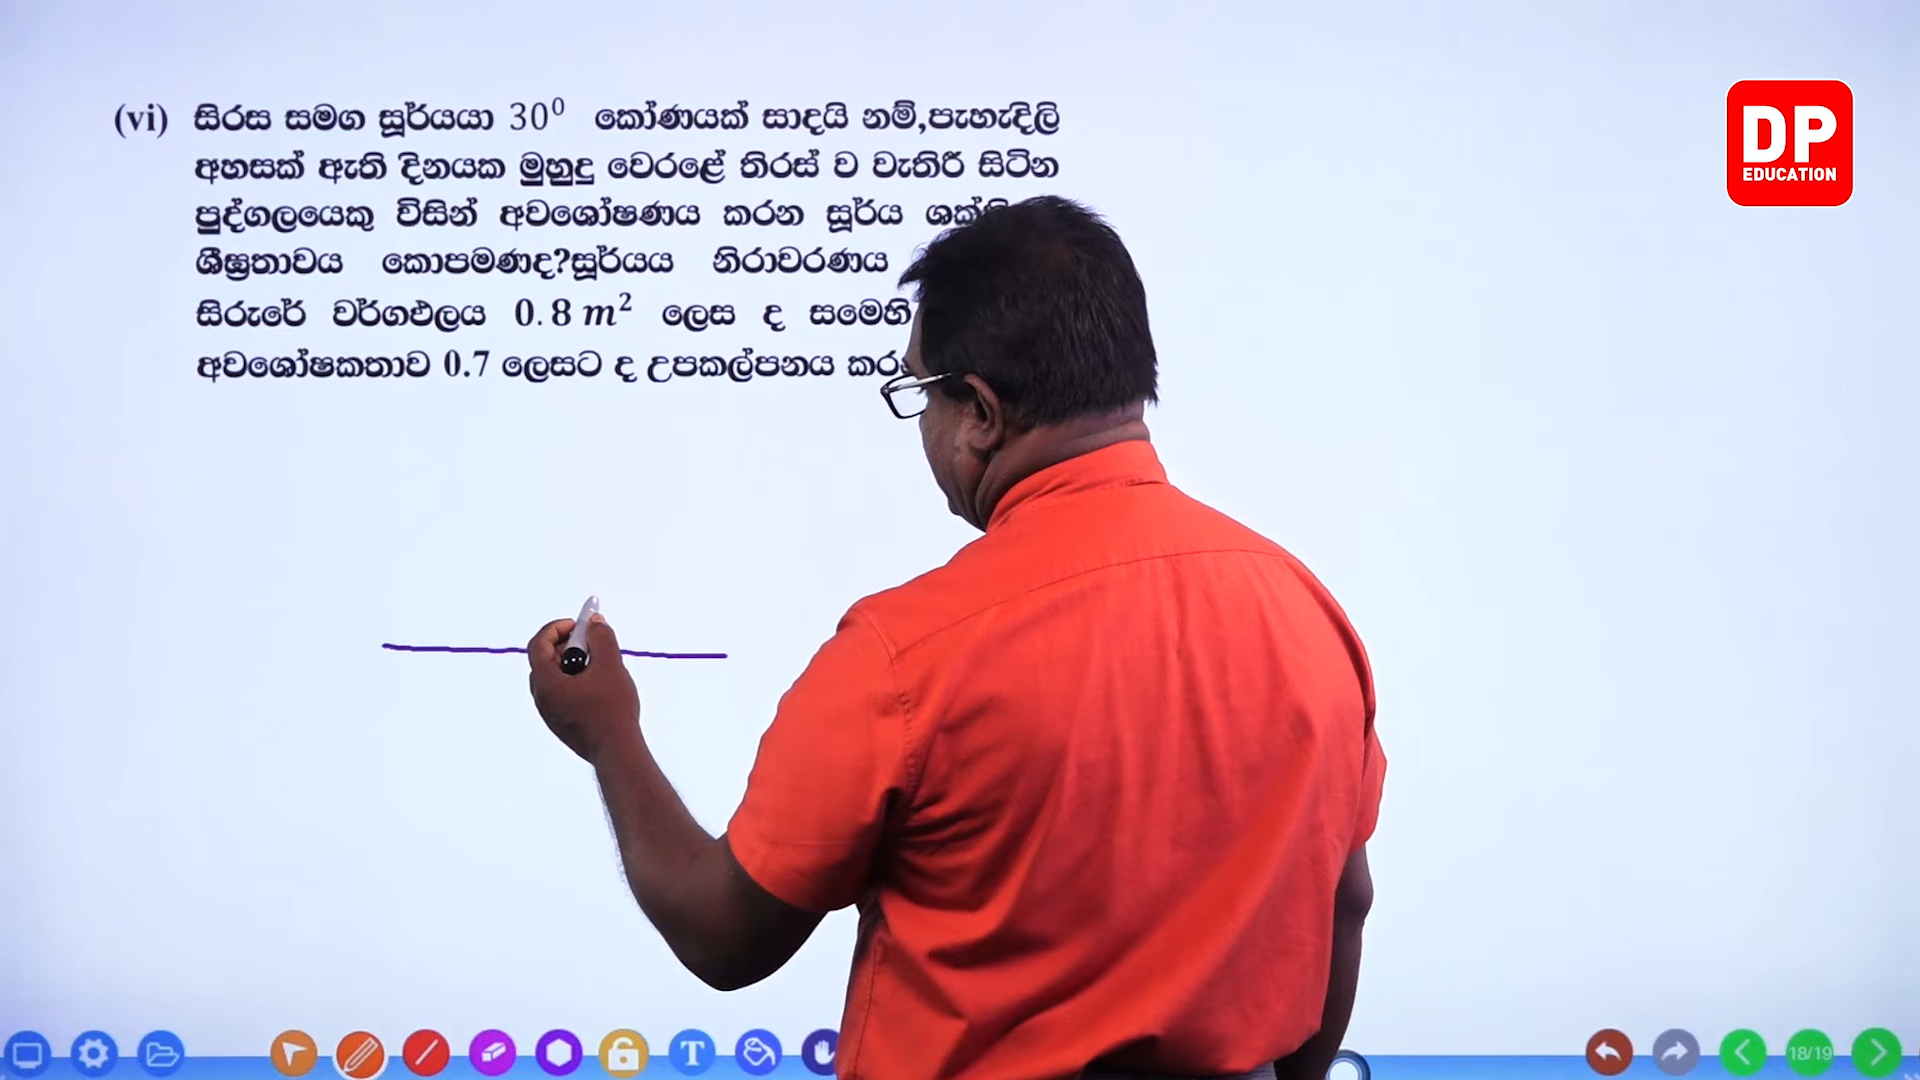 (vi) සිරස සමග සූර්යයා 30⁰ කෝණයක් සාදයි නම්,පැහැදිලි
අහසක් ඇති දිනයක මුහුදු වෙරළේ තිරස් ව වැතිරී සිටින
පුද්ගලයෙකු විසින් අවශෝෂණය කරන සූර්ය
ශීඝ්‍රතාවය කොපමණද?සූර්යය නිරාවරණය
සිරුරේ වර්ගඵලය 0.8 m² ලෙස ද සමෙහි
අවශෝෂකතාව 0.7 ලෙසට ද උපකල්පනය
DP
EDUCATION
T
18/19